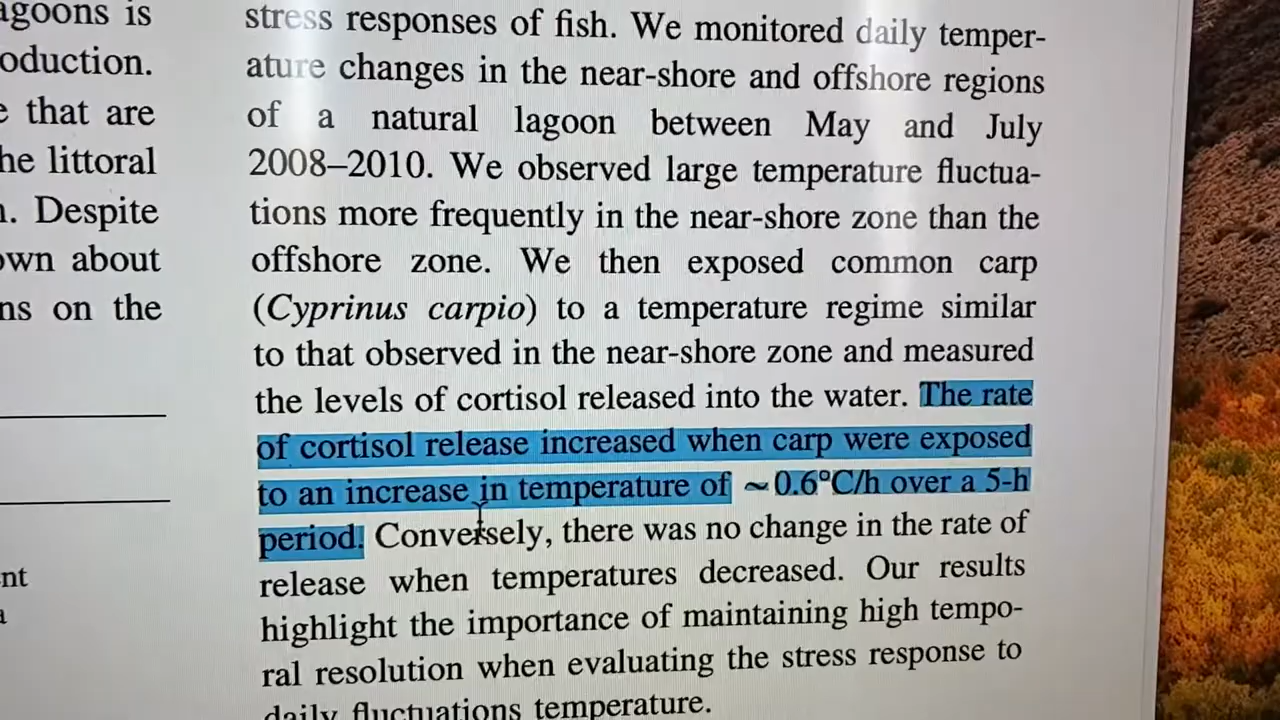 agoons is
oduction.
e that are
he littoral
n. Despite
own about
ns on the
nt
a
stress responses of fish. We monitored daily temper-
ature changes in the near-shore and offshore regions
of a natural lagoon between May and July
2008–2010. We observed large temperature fluctua-
tions more frequently in the near-shore zone than the
offshore zone. We then exposed common carp
(Cyprinus carpio) to a temperature regime similar
to that observed in the near-shore zone and measured
the levels of cortisol released into the water. The rate
of cortisol release increased when carp were exposed
to an increase in temperature of ~0.6°C/h over a 5-h
period. Conversely, there was no change in the rate of
release when temperatures decreased. Our results
highlight the importance of maintaining high tempo-
ral resolution when evaluating the stress response to
daily fluctuations temperature.